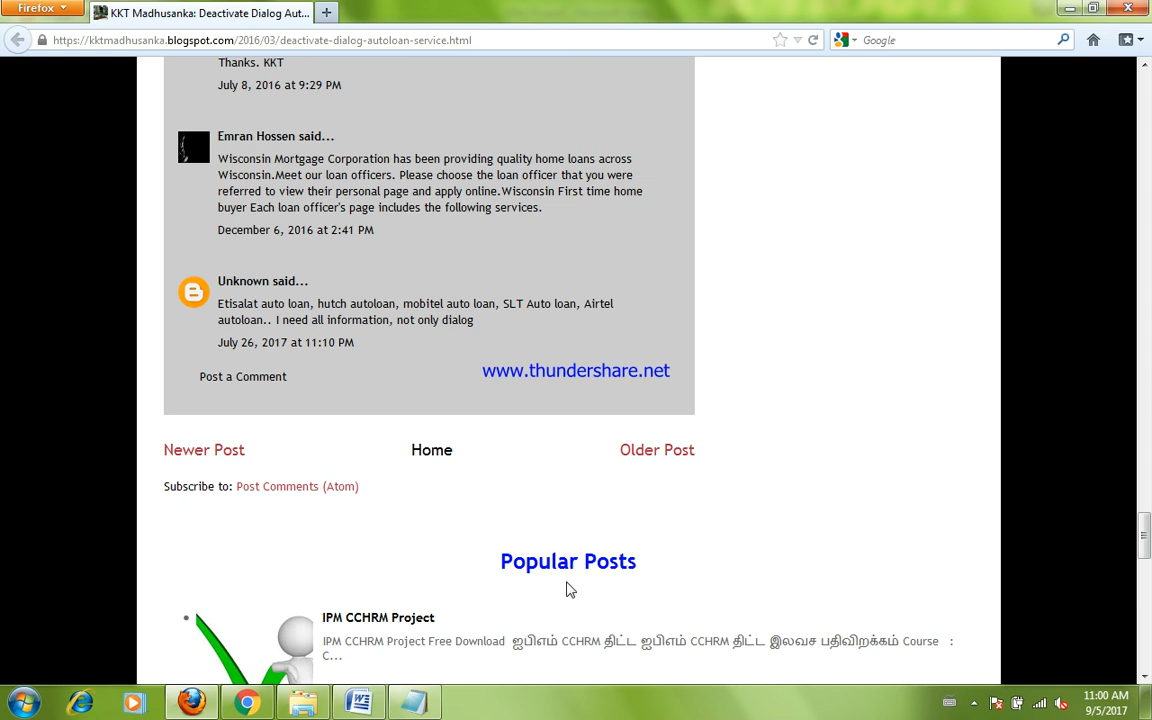 Firefox
KKT Madhusanka: Deactivate Dialog Aut...
https://kktmadhusanka.blogspot.com/2016/03/deactivate-dialog-autoloan-service.html
Google
Thanks. KKT
July 8, 2016 at 9:29 PM
Emran Hossen said...
Wisconsin Mortgage Corporation has been providing quality home loans across
Wisconsin.Meet our loan officers. Please choose the loan officer that you were
referred to view their personal page and apply online.Wisconsin First time home
buyer Each loan officer's page includes the following services.
December 6, 2016 at 2:41 PM
Unknown said...
Etisalat auto loan, hutch autoloan, mobitel auto loan, SLT Auto loan, Airtel
autoloan.. I need all information, not only dialog
July 26, 2017 at 11:10 PM
www.thundershare.net
Post a Comment
Newer Post Home Older Post
Subscribe to: Post Comments (Atom)
Popular Posts
IPM CCHRM Project
IPM CCHRM Project Free Download ஐபிஎம் CCHRM திட்ட ஐபிஎம் CCHRM திட்ட இலவச பதிவிறக்கம் Course :
C...
11:00 AM
9/5/2017